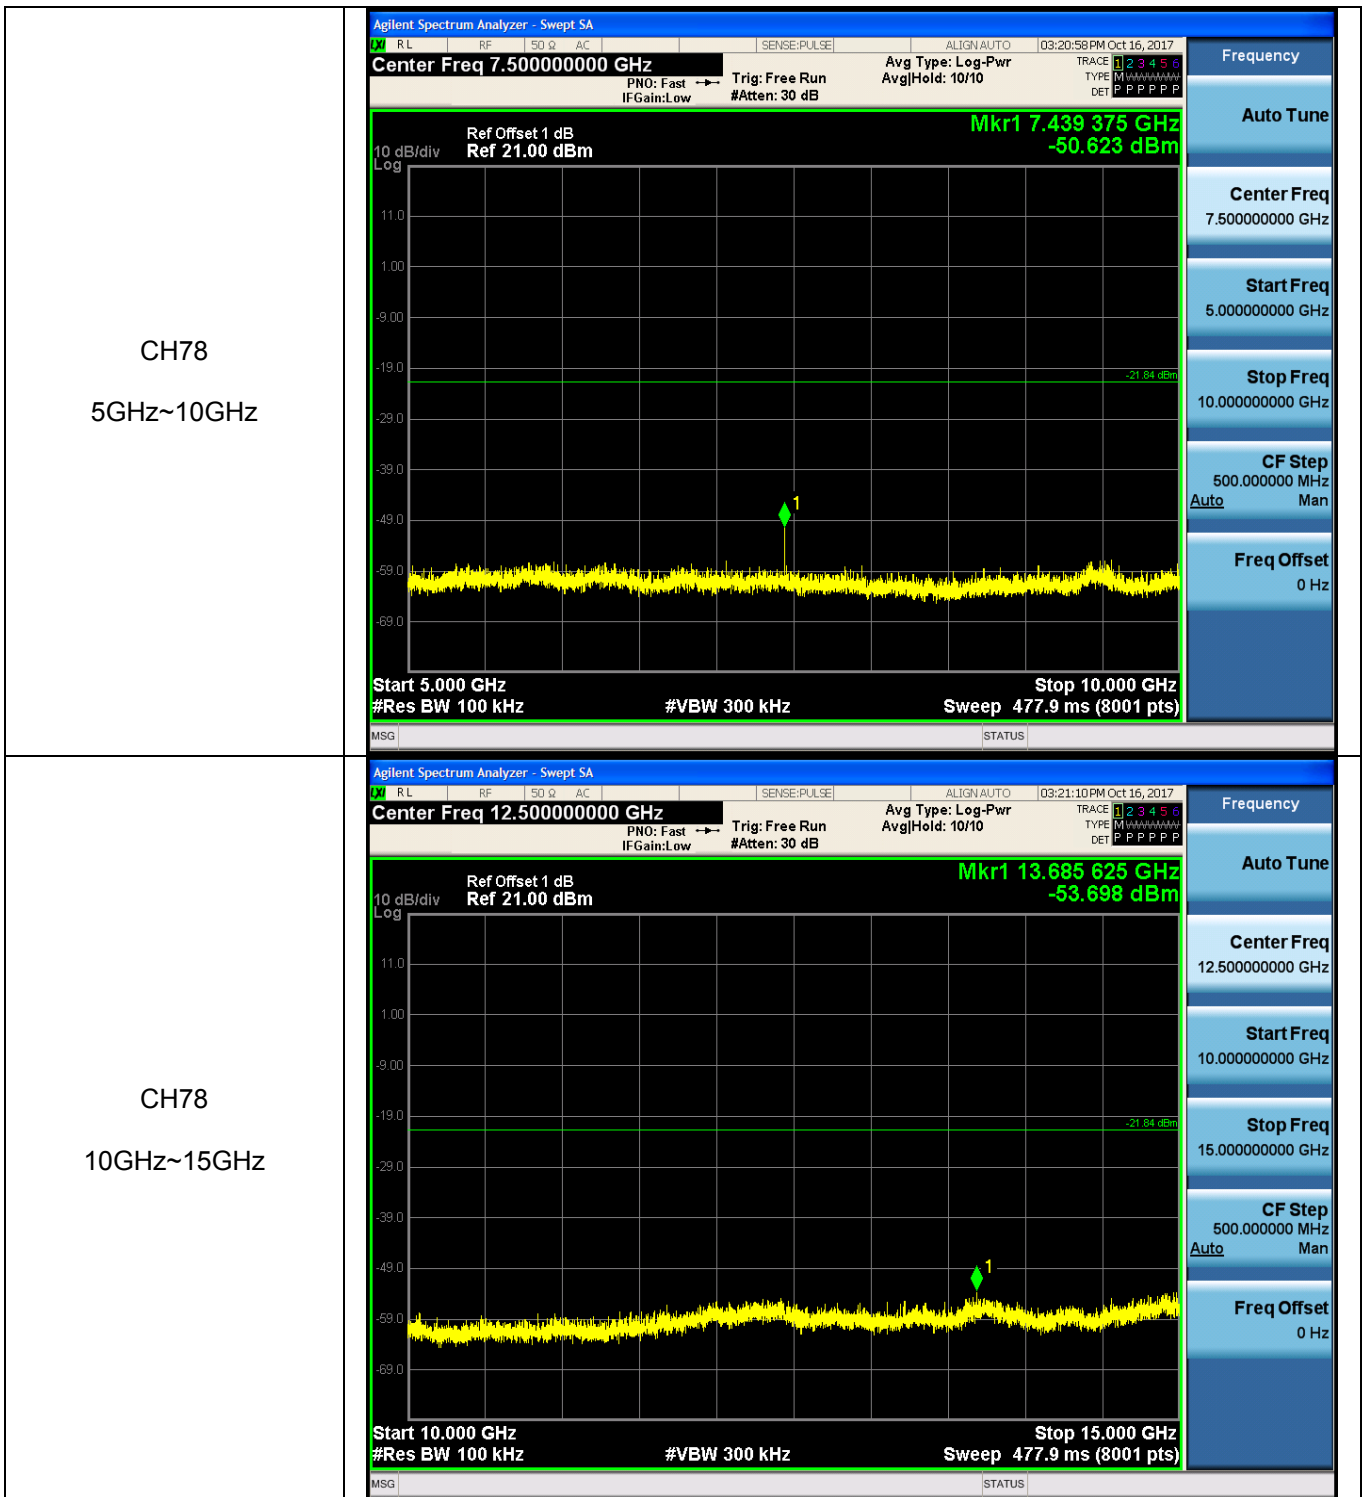 CH78
5GHz~10GHz
Agilent Spectrum Analyzer - Swept SA
LXI RL RF 50 Ω AC SENSE:PULSE ALIGN AUTO 03:20:58 PM Oct 16, 2017
Center Freq 7.500000000 GHz
PNO: Fast
IFGain:Low
Trig: Free Run
#Atten: 30 dB
Avg Type: Log-Pwr
Avg|Hold: 10/10
TRACE 1 2 3 4 5 6
TYPE M WWWWW
DET P P P P P P
Mkr1 7.439 375 GHz
-50.623 dBm
Ref Offset 1 dB
10 dB/div Ref 21.00 dBm
Log
11.0
1.00
-9.00
-19.0
-21.84 dBm
-29.0
-39.0
1
-49.0
-59.0
-69.0
Start 5.000 GHz Stop 10.000 GHz
#Res BW 100 kHz #VBW 300 kHz Sweep 477.9 ms (8001 pts)
MSG STATUS
Frequency
Auto Tune
Center Freq
7.500000000 GHz
Start Freq
5.000000000 GHz
Stop Freq
10.000000000 GHz
CF Step
500.000000 MHz
Auto Man
Freq Offset
0 Hz
CH78
10GHz~15GHz
Agilent Spectrum Analyzer - Swept SA
LXI RL RF 50 Ω AC SENSE:PULSE ALIGN AUTO 03:21:10 PM Oct 16, 2017
Center Freq 12.500000000 GHz
PNO: Fast
IFGain:Low
Trig: Free Run
#Atten: 30 dB
Avg Type: Log-Pwr
Avg|Hold: 10/10
TRACE 1 2 3 4 5 6
TYPE M WWWWW
DET P P P P P P
Mkr1 13.685 625 GHz
-53.698 dBm
Ref Offset 1 dB
10 dB/div Ref 21.00 dBm
Log
11.0
1.00
-9.00
-19.0
-21.84 dBm
-29.0
-39.0
-49.0
1
-59.0
-69.0
Start 10.000 GHz Stop 15.000 GHz
#Res BW 100 kHz #VBW 300 kHz Sweep 477.9 ms (8001 pts)
MSG STATUS
Frequency
Auto Tune
Center Freq
12.500000000 GHz
Start Freq
10.000000000 GHz
Stop Freq
15.000000000 GHz
CF Step
500.000000 MHz
Auto Man
Freq Offset
0 Hz